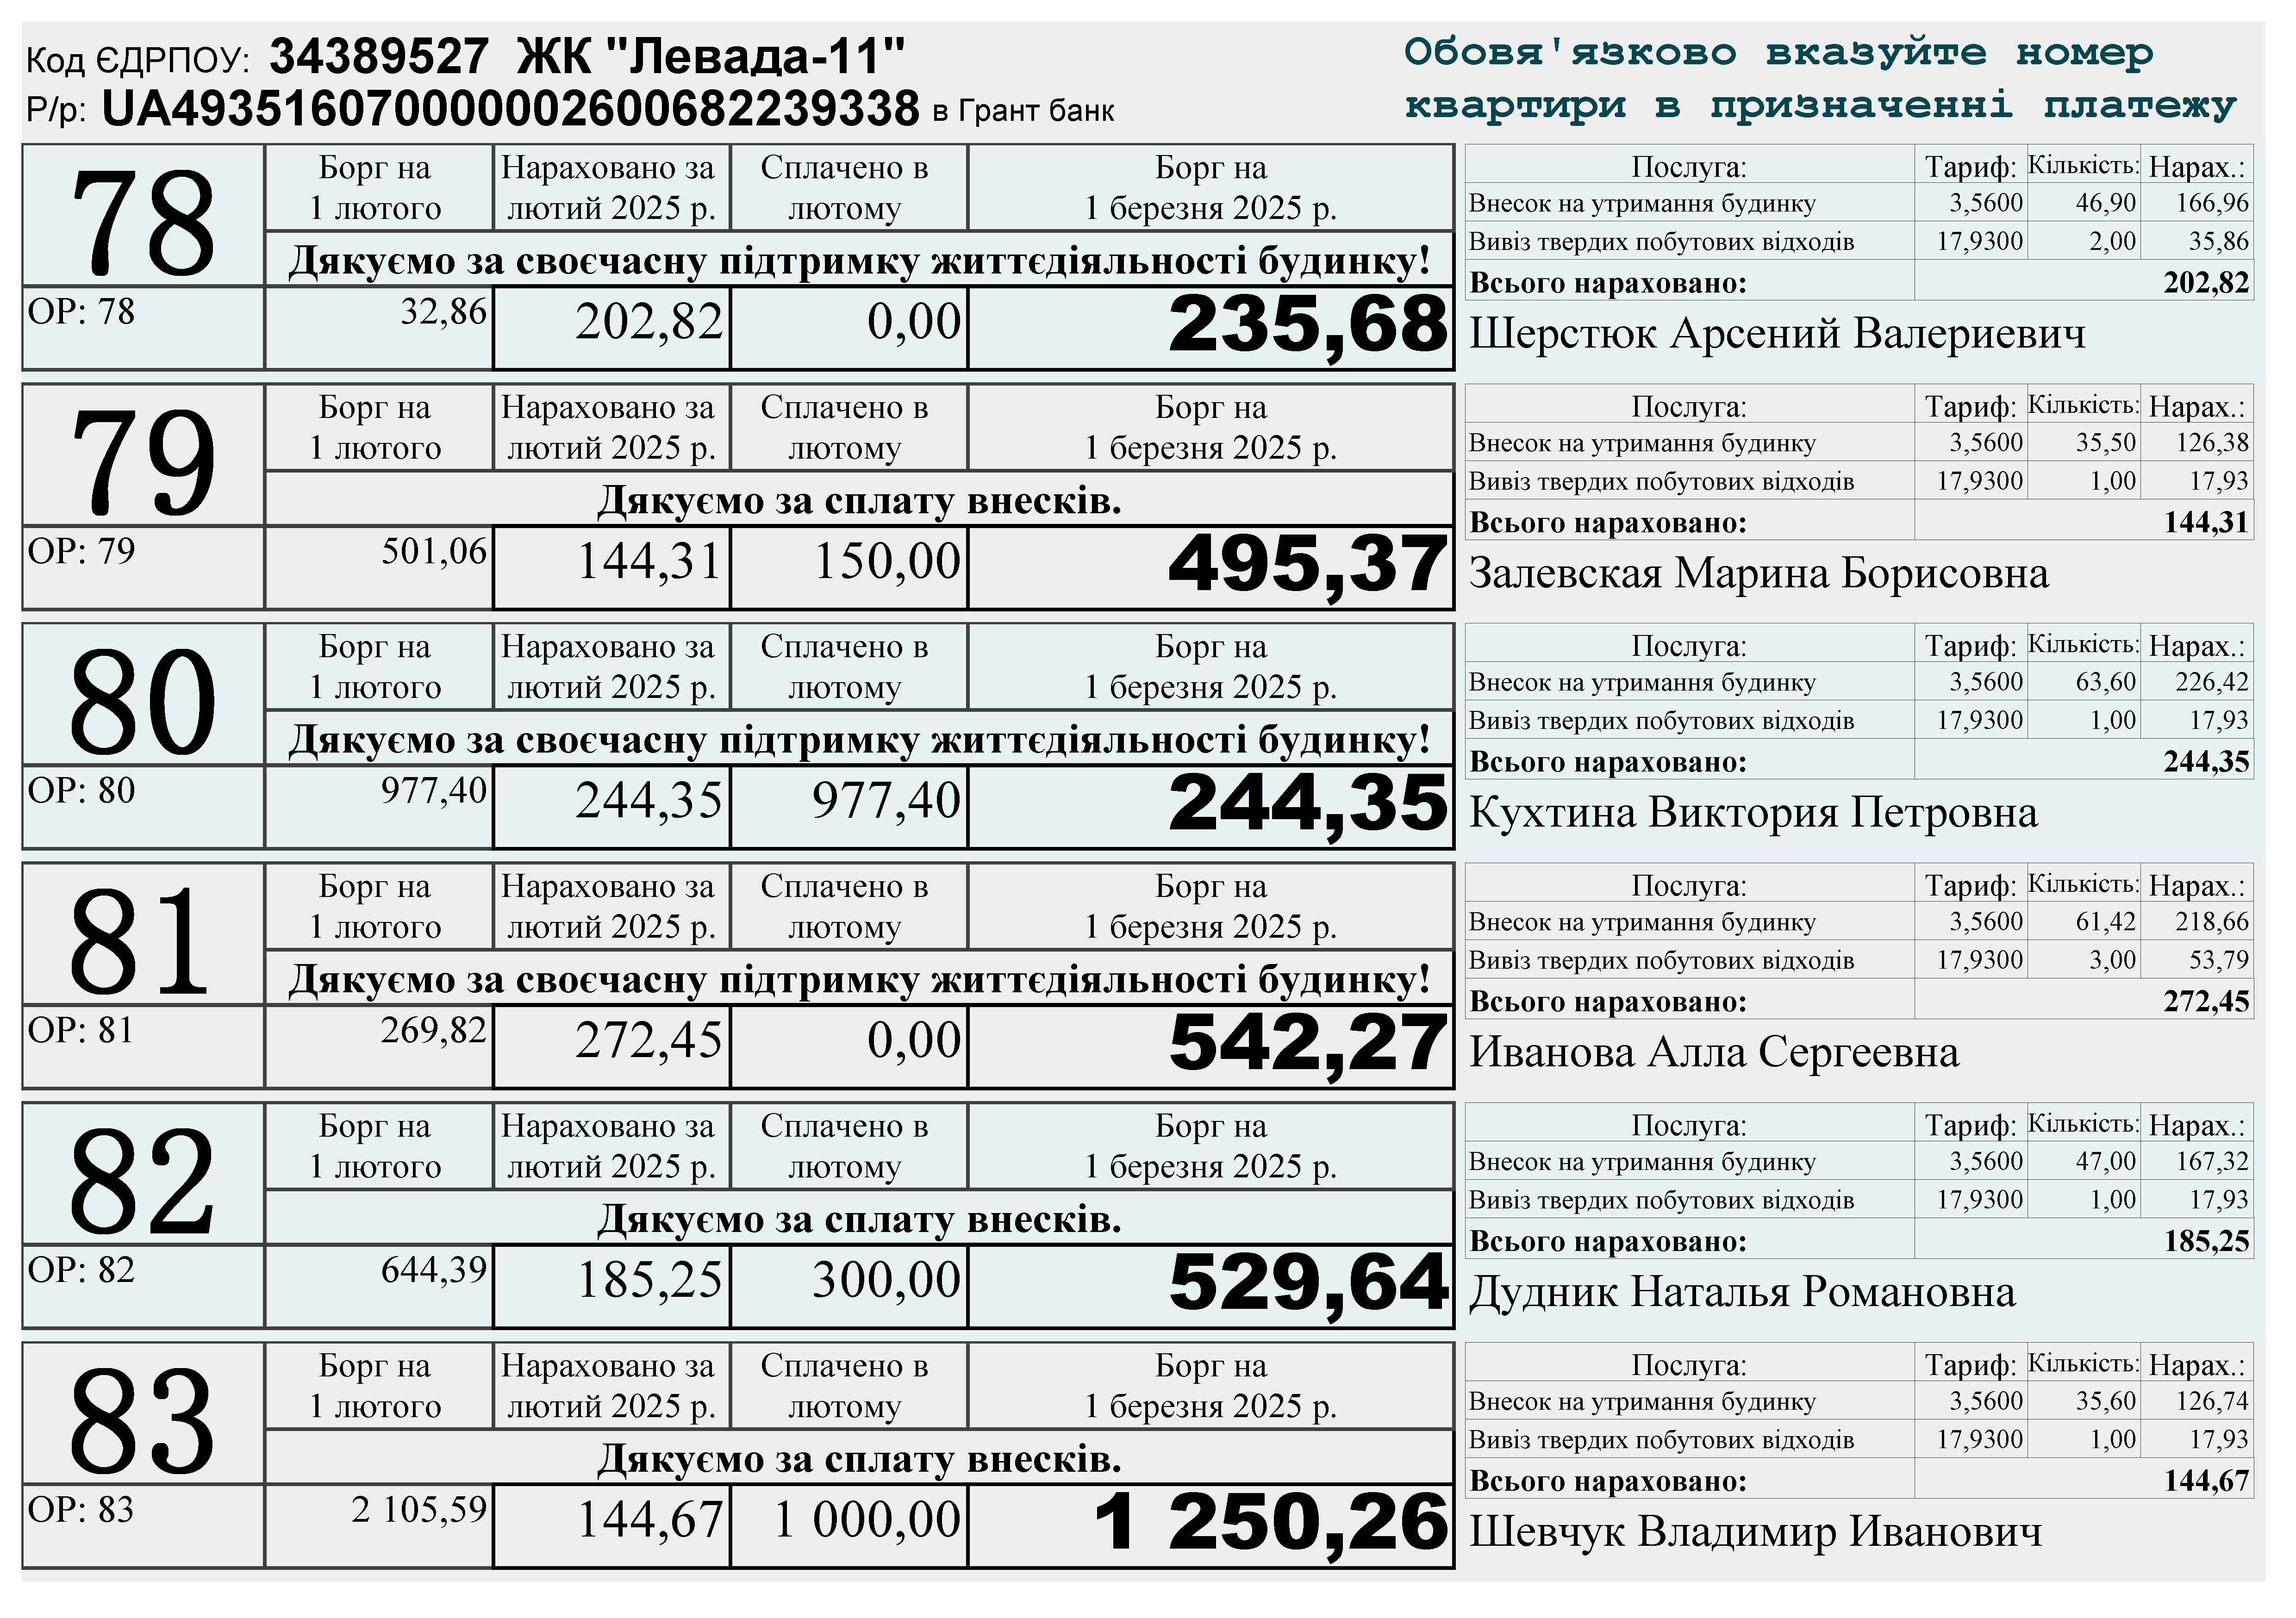 Код ЄДРПОУ: 34389527 ЖК "Левада-11"
Р/р: UA493516070000002600682239338 в Грант банк
Обовя'язково вказуйте номер
квартири в призначенні платежу
78
Борг на 1 лютого
Нараховано за лютий 2025 р.
Сплачено в лютому
Борг на 1 березня 2025 р.
Дякуємо за своєчасну підтримку життєдіяльності будинку!
ОР: 78 32,86 202,82 0,00 235,68
Послуга: Тариф: Кількість: Нарах.:
Внесок на утримання будинку 3,5600 46,90 166,96
Вивіз твердих побутових відходів 17,9300 2,00 35,86
Всього нараховано: 202,82
Шерстюк Арсений Валериевич
79
Борг на 1 лютого
Нараховано за лютий 2025 р.
Сплачено в лютому
Борг на 1 березня 2025 р.
Дякуємо за сплату внесків.
ОР: 79 501,06 144,31 150,00 495,37
Послуга: Тариф: Кількість: Нарах.:
Внесок на утримання будинку 3,5600 35,50 126,38
Вивіз твердих побутових відходів 17,9300 1,00 17,93
Всього нараховано: 144,31
Залевская Марина Борисовна
80
Борг на 1 лютого
Нараховано за лютий 2025 р.
Сплачено в лютому
Борг на 1 березня 2025 р.
Дякуємо за своєчасну підтримку життєдіяльності будинку!
ОР: 80 977,40 244,35 977,40 244,35
Послуга: Тариф: Кількість: Нарах.:
Внесок на утримання будинку 3,5600 63,60 226,42
Вивіз твердих побутових відходів 17,9300 1,00 17,93
Всього нараховано: 244,35
Кухтина Виктория Петровна
81
Борг на 1 лютого
Нараховано за лютий 2025 р.
Сплачено в лютому
Борг на 1 березня 2025 р.
Дякуємо за своєчасну підтримку життєдіяльності будинку!
ОР: 81 269,82 272,45 0,00 542,27
Послуга: Тариф: Кількість: Нарах.:
Внесок на утримання будинку 3,5600 61,42 218,66
Вивіз твердих побутових відходів 17,9300 3,00 53,79
Всього нараховано: 272,45
Иванова Алла Сергеевна
82
Борг на 1 лютого
Нараховано за лютий 2025 р.
Сплачено в лютому
Борг на 1 березня 2025 р.
Дякуємо за сплату внесків.
ОР: 82 644,39 185,25 300,00 529,64
Послуга: Тариф: Кількість: Нарах.:
Внесок на утримання будинку 3,5600 47,00 167,32
Вивіз твердих побутових відходів 17,9300 1,00 17,93
Всього нараховано: 185,25
Дудник Наталья Романовна
83
Борг на 1 лютого
Нараховано за лютий 2025 р.
Сплачено в лютому
Борг на 1 березня 2025 р.
Дякуємо за сплату внесків.
ОР: 83 2 105,59 144,67 1 000,00 1 250,26
Послуга: Тариф: Кількість: Нарах.:
Внесок на утримання будинку 3,5600 35,60 126,74
Вивіз твердих побутових відходів 17,9300 1,00 17,93
Всього нараховано: 144,67
Шевчук Владимир Иванович